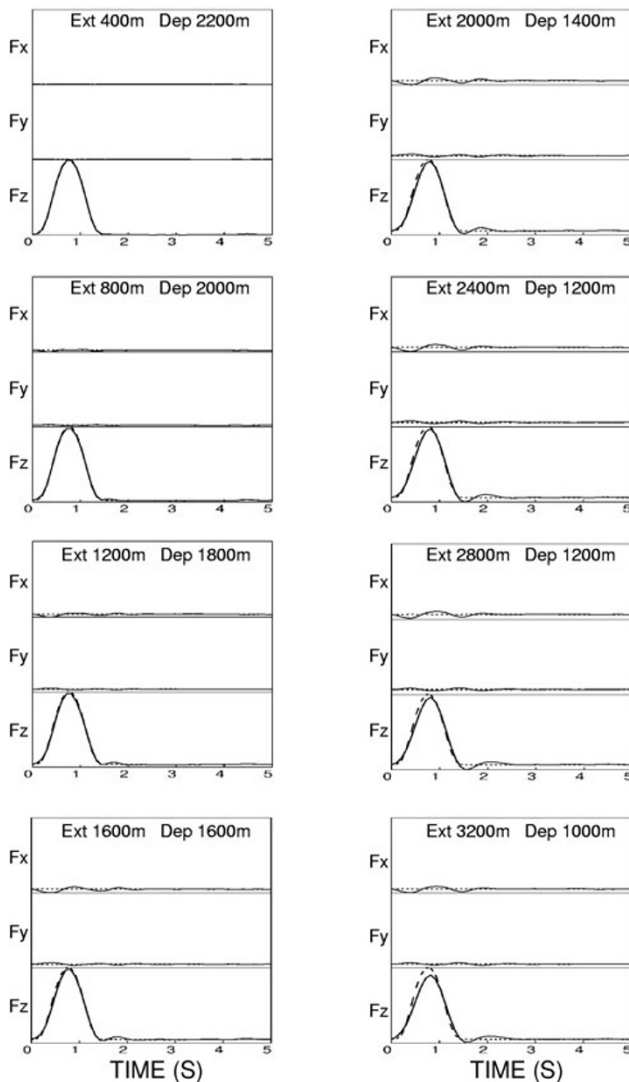 Ext 400m Dep 2200m
Fx
Fy
Fz
0 1 2 3 4 5
Ext 800m Dep 2000m
Fx
Fy
Fz
0 1 2 3 4 5
Ext 1200m Dep 1800m
Fx
Fy
Fz
0 1 2 3 4 5
Ext 1600m Dep 1600m
Fx
Fy
Fz
0 1 2 3 4 5
TIME (S)
Ext 2000m Dep 1400m
Fx
Fy
Fz
0 1 2 3 4 5
Ext 2400m Dep 1200m
Fx
Fy
Fz
0 1 2 3 4 5
Ext 2800m Dep 1200m
Fx
Fy
Fz
0 1 2 3 4 5
Ext 3200m Dep 1000m
Fx
Fy
Fz
0 1 2 3 4 5
TIME (S)